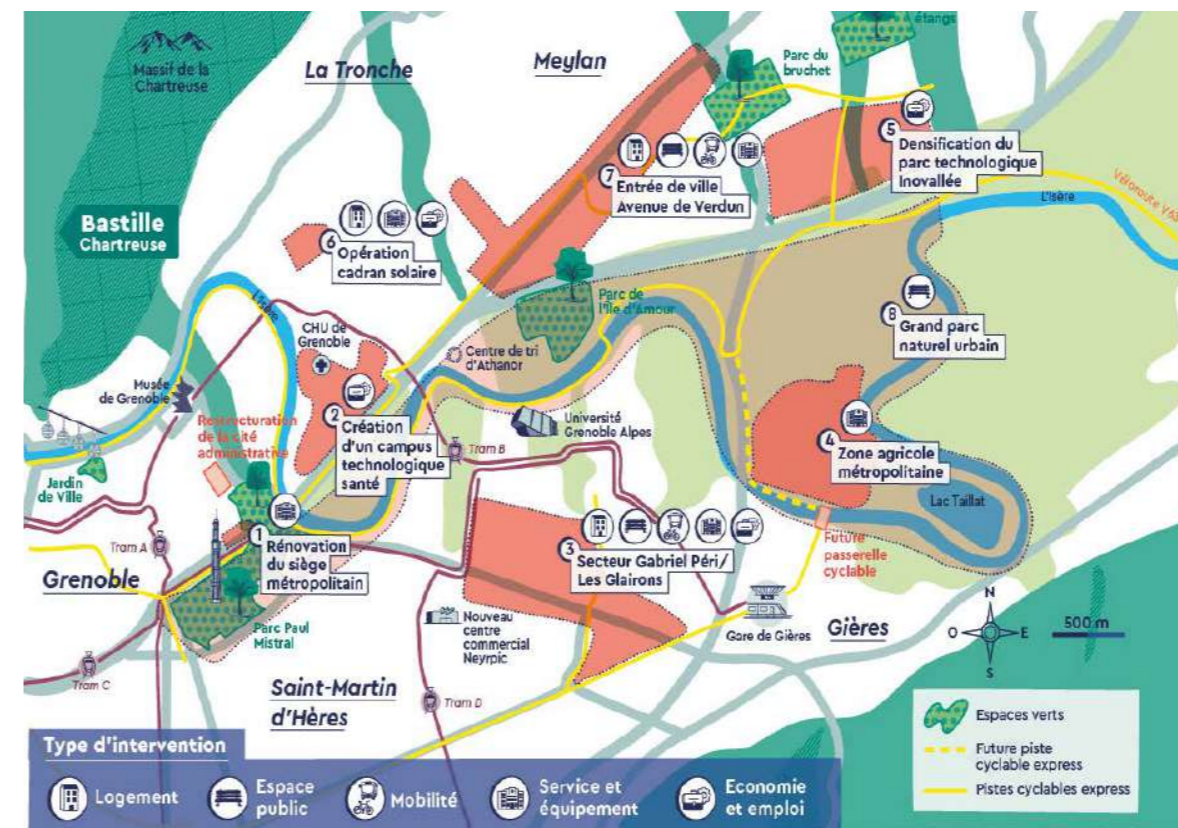 étangs
Massif de la
Chartreuse
La Tronche
Meylan
Parc du
bruchet
5
Densification du
parc technologique
Inovallée
7
Entrée de ville
Avenue de Verdun
Bastille
Chartreuse
6
Opération
cadran solaire
L'Isère
Véloroute V63
Parc de
l'Île d'Amour
8
Grand parc
naturel urbain
L'Isère
CHU de
Grenoble
Centre de tri
d'Athanor
Musée
de Grenoble
2
Création
d'un campus
technologique
santé
Restructuration
de la cité
administrative
Université
Grenoble Alpes
Tram B
4
Zone agricole
métropolitaine
Jardin
de Ville
Lac Taillat
Tram A
1
Rénovation
du siège
métropolitain
3
Secteur Gabriel Péri/
Les Glairons
Future
passerelle
cyclable
Grenoble
Parc Paul
Mistral
Nouveau
centre
commercial
Neyrpic
Gare de Gières
Gières
N
O
E
S
500 m
Tram C
Saint-Martin
d'Hères
Tram D
Espaces verts
Future piste
cyclable express
Pistes cyclables express
Type d'intervention
Logement
Espace
public
Mobilité
Service et
équipement
Economie
et emploi